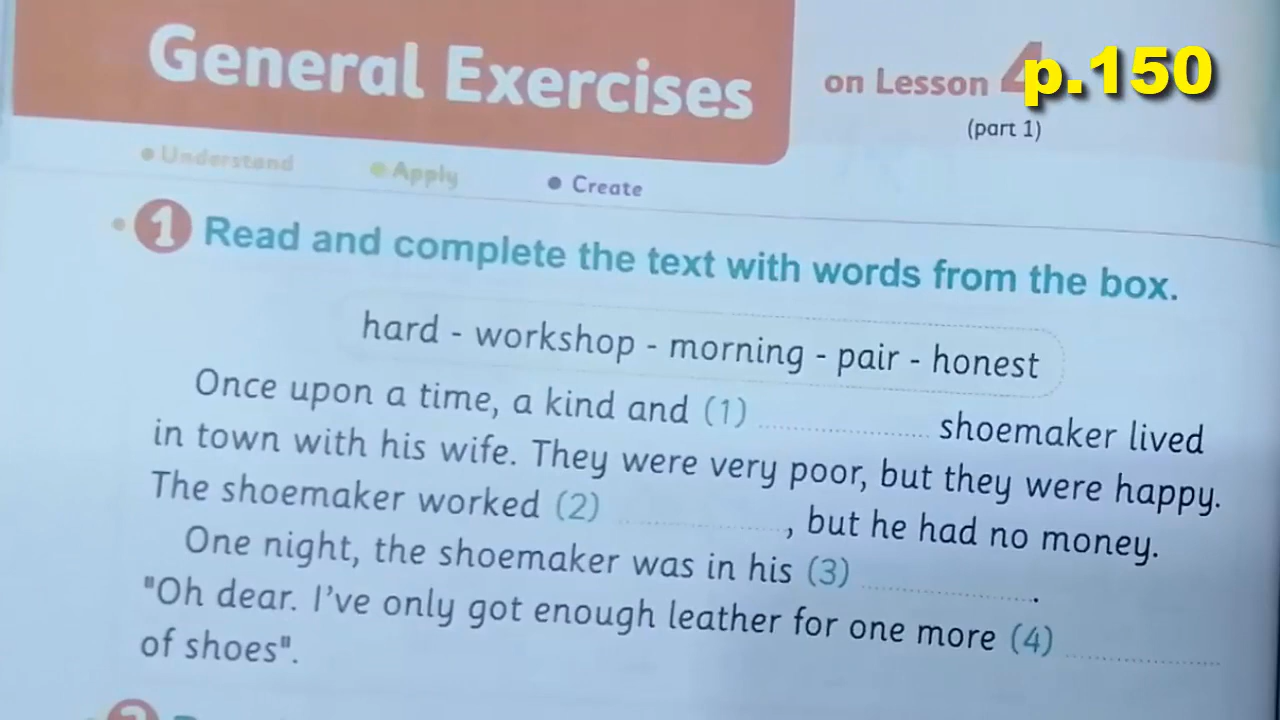 General Exercises
on Lesson 4
p.150
(part 1)
• Understand • Apply • Create
1 Read and complete the text with words from the box.
hard - workshop - morning - pair - honest
Once upon a time, a kind and (1) .................... shoemaker lived
in town with his wife. They were very poor, but they were happy.
The shoemaker worked (2) ...................., but he had no money.
One night, the shoemaker was in his (3) .....................
"Oh dear. I've only got enough leather for one more (4) ....................
of shoes".